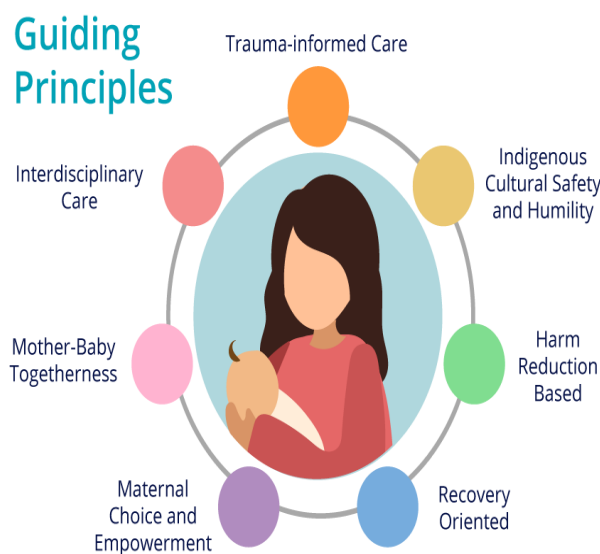 Guiding
Principles
Trauma-informed Care
Indigenous
Cultural Safety
and Humility
Harm
Reduction
Based
Recovery
Oriented
Maternal
Choice and
Empowerment
Mother-Baby
Togetherness
Interdisciplinary
Care